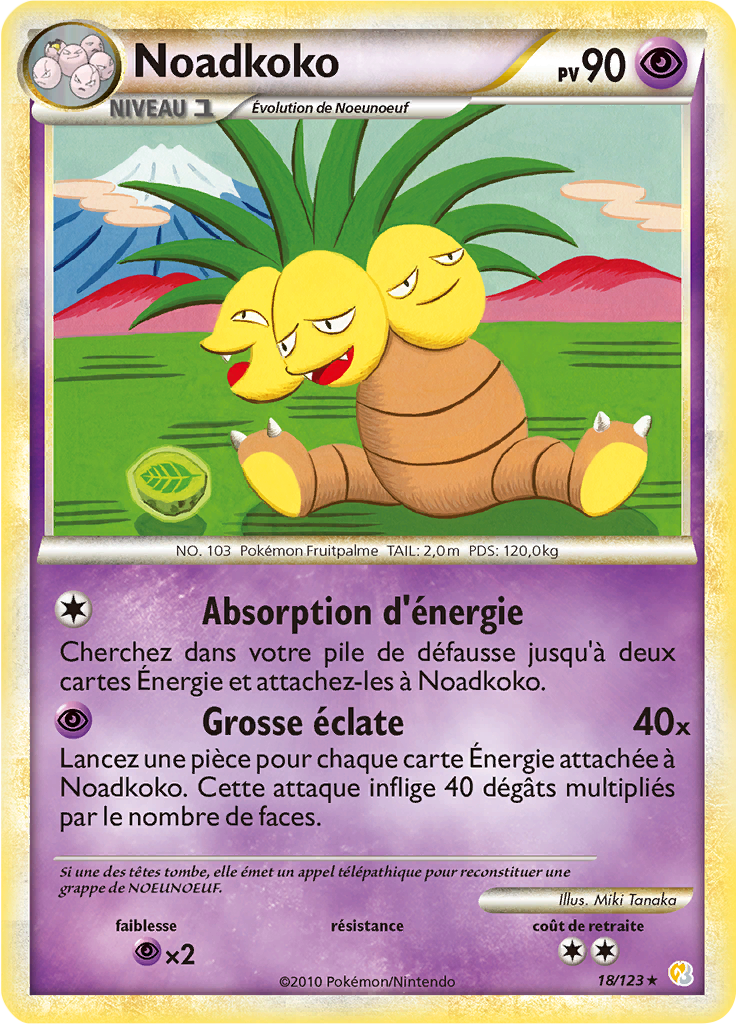 Noadkoko
PV 90
NIVEAU 1
Évolution de Noeunoeuf
NO. 103 Pokémon Fruitpalme TAIL: 2,0m PDS: 120,0kg
Absorption d'énergie
Cherchez dans votre pile de défausse jusqu'à deux
cartes Énergie et attachez-les à Noadkoko.
Grosse éclate 40x
Lancez une pièce pour chaque carte Énergie attachée à
Noadkoko. Cette attaque inflige 40 dégâts multipliés
par le nombre de faces.
Si une des têtes tombe, elle émet un appel télépathique pour reconstituer une
grappe de NOEUNOEUF.
Illus. Miki Tanaka
faiblesse résistance coût de retraite
x2
©2010 Pokémon/Nintendo
18/123 ★